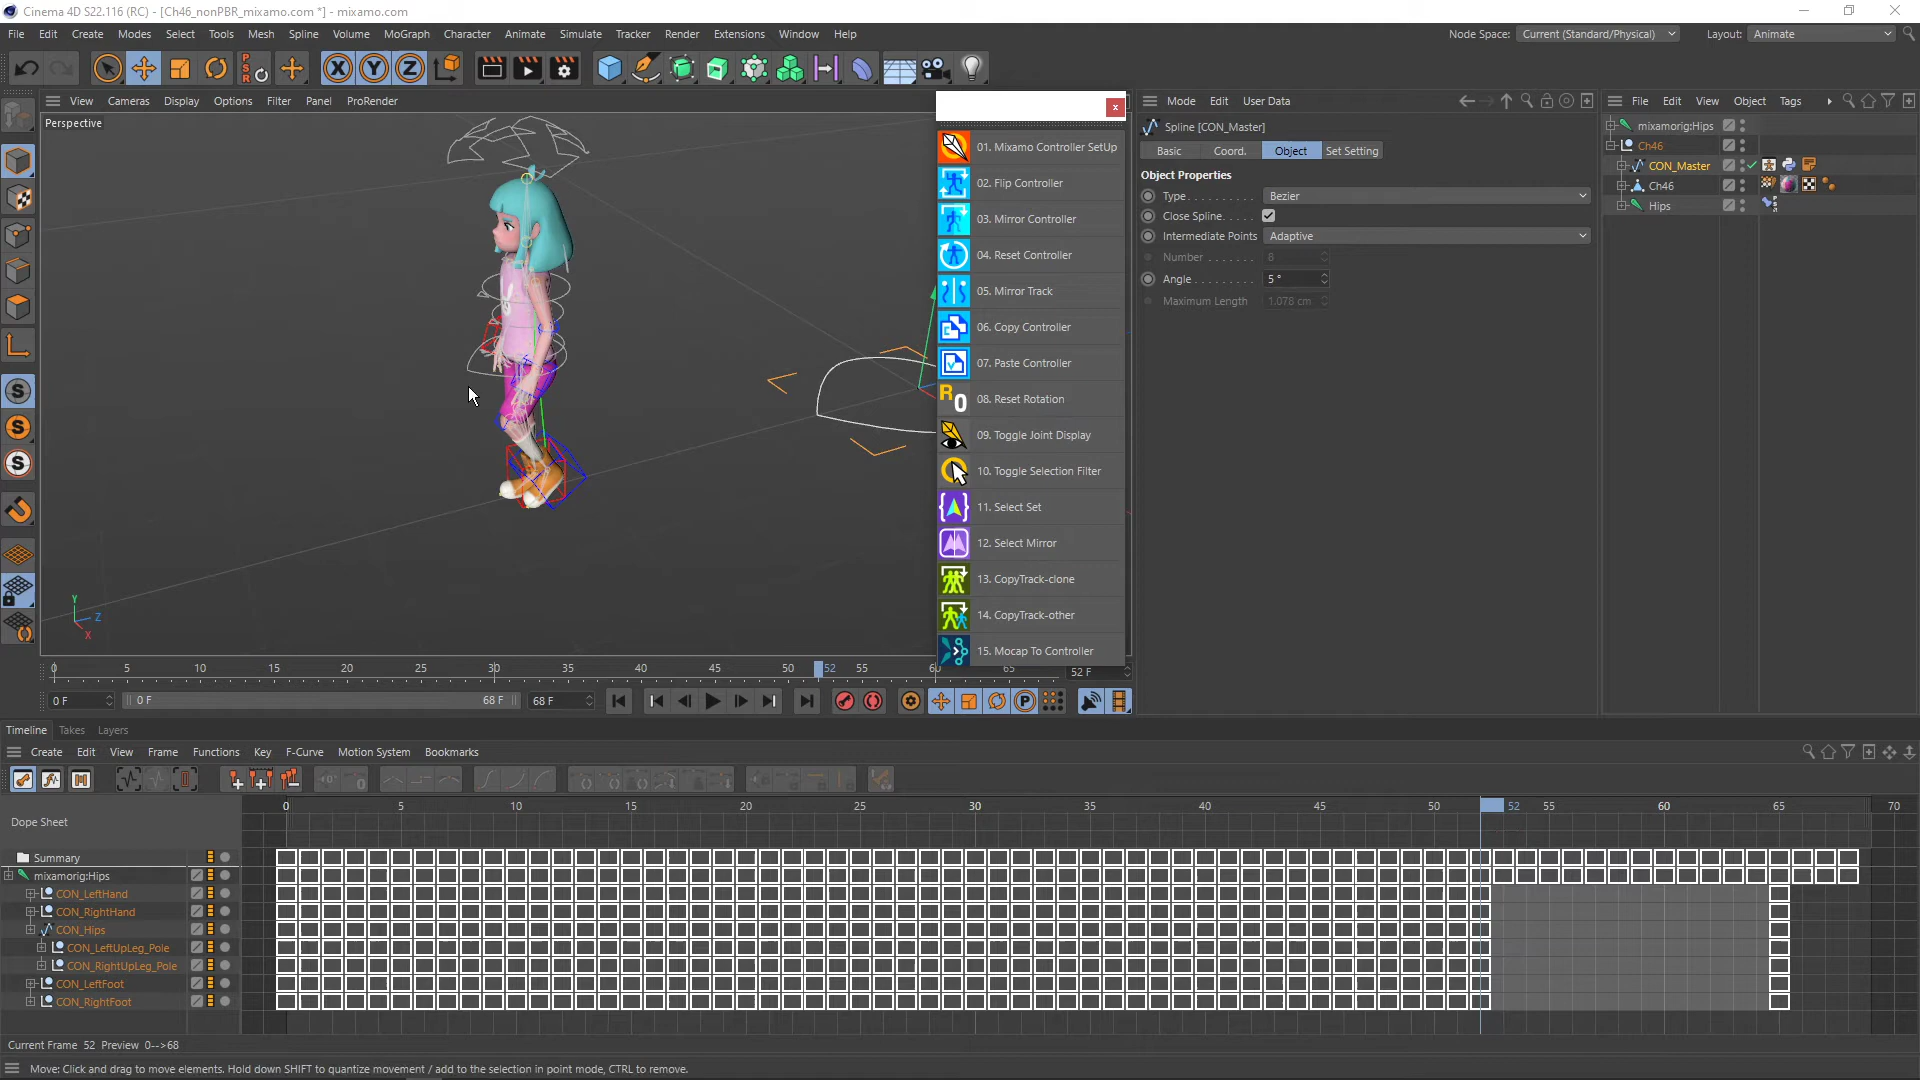 Cinema 4D S22.116 (RC) - [Ch46_nonPBR_mixamo.com *] - mixamo.com
File Edit Create Modes Select Tools Mesh Spline Volume MoGraph Character Animate Simulate Tracker Render Extensions Window Help
Node Space: Current (Standard/Physical) Layout: Animate
View Cameras Display Options Filter Panel ProRender
Perspective
01. Mixamo Controller SetUp
02. Flip Controller
03. Mirror Controller
04. Reset Controller
05. Mirror Track
06. Copy Controller
07. Paste Controller
08. Reset Rotation
09. Toggle Joint Display
10. Toggle Selection Filter
11. Select Set
12. Select Mirror
13. CopyTrack-clone
14. CopyTrack-other
15. Mocap To Controller
Mode Edit User Data
Spline [CON_Master]
Basic Coord. Object Set Setting
Object Properties
Type . . . . . . . . . . Bezier
Close Spline. . . . . .
Intermediate Points Adaptive
Number . . . . . . . 8
Angle . . . . . . . . . 5 °
Maximum Length 1.078 cm
File Edit View Object Tags
mixamorig:Hips
Ch46
CON_Master
Ch46
Hips
Y
Z
X
0 5 10 15 20 25 30 35 40 45 50 52 55 60 65 52 F
0 F 0 F 68 F 68 F
Timeline Takes Layers
Create Edit View Frame Functions Key F-Curve Motion System Bookmarks
0 5 10 15 20 25 30 35 40 45 50 52 55 60 65 70
Dope Sheet
Summary
mixamorig:Hips
CON_LeftHand
CON_RightHand
CON_Hips
CON_LeftUpLeg_Pole
CON_RightUpLeg_Pole
CON_LeftFoot
CON_RightFoot
Current Frame 52 Preview 0-->68
Move: Click and drag to move elements. Hold down SHIFT to quantize movement / add to the selection in point mode, CTRL to remove.